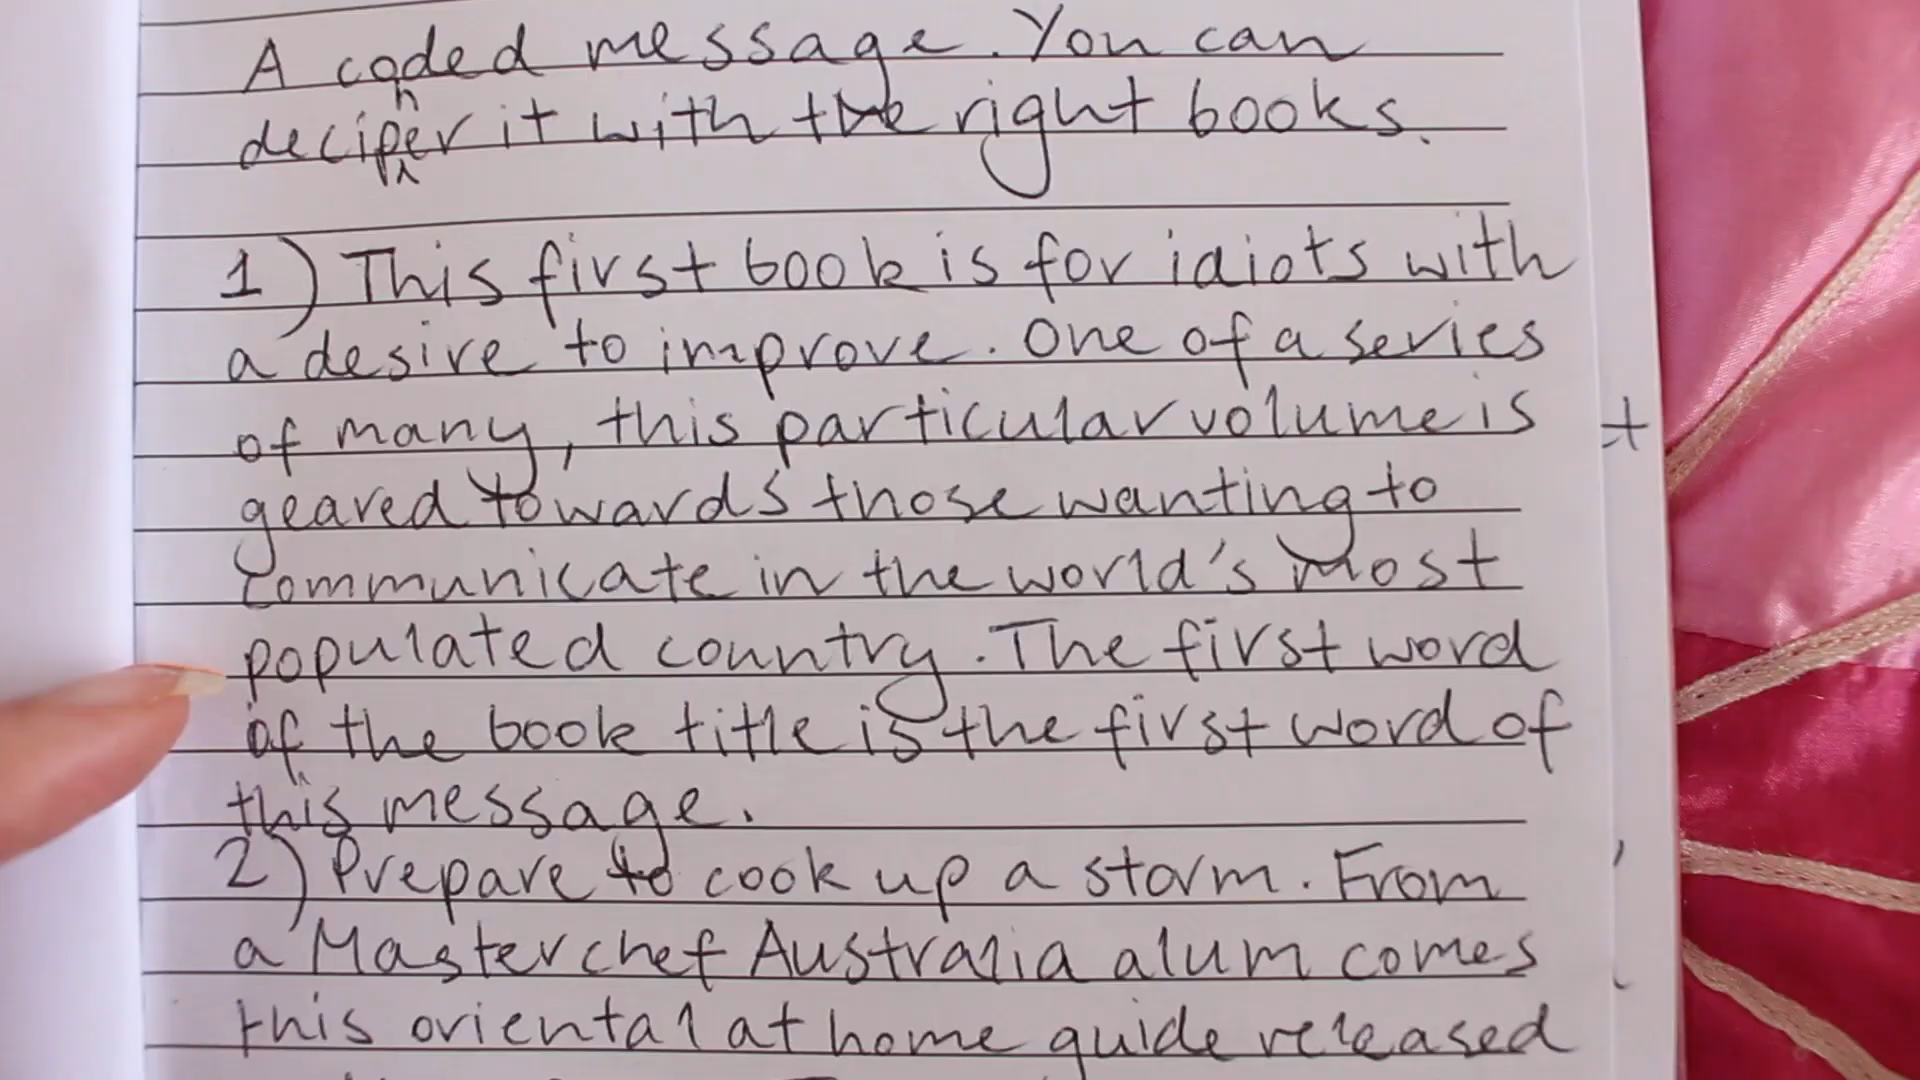 A coded message. You can
decipher it with the right books.
1) This first book is for idiots with
a desire to improve. One of a series
of many, this particular volume is
geared towards those wanting to
communicate in the world's most
populated country. The first word
of the book title is the first word of
this message.
2) Prepare to cook up a storm. From
a Masterchef Australia alum comes
this oriental at home guide released